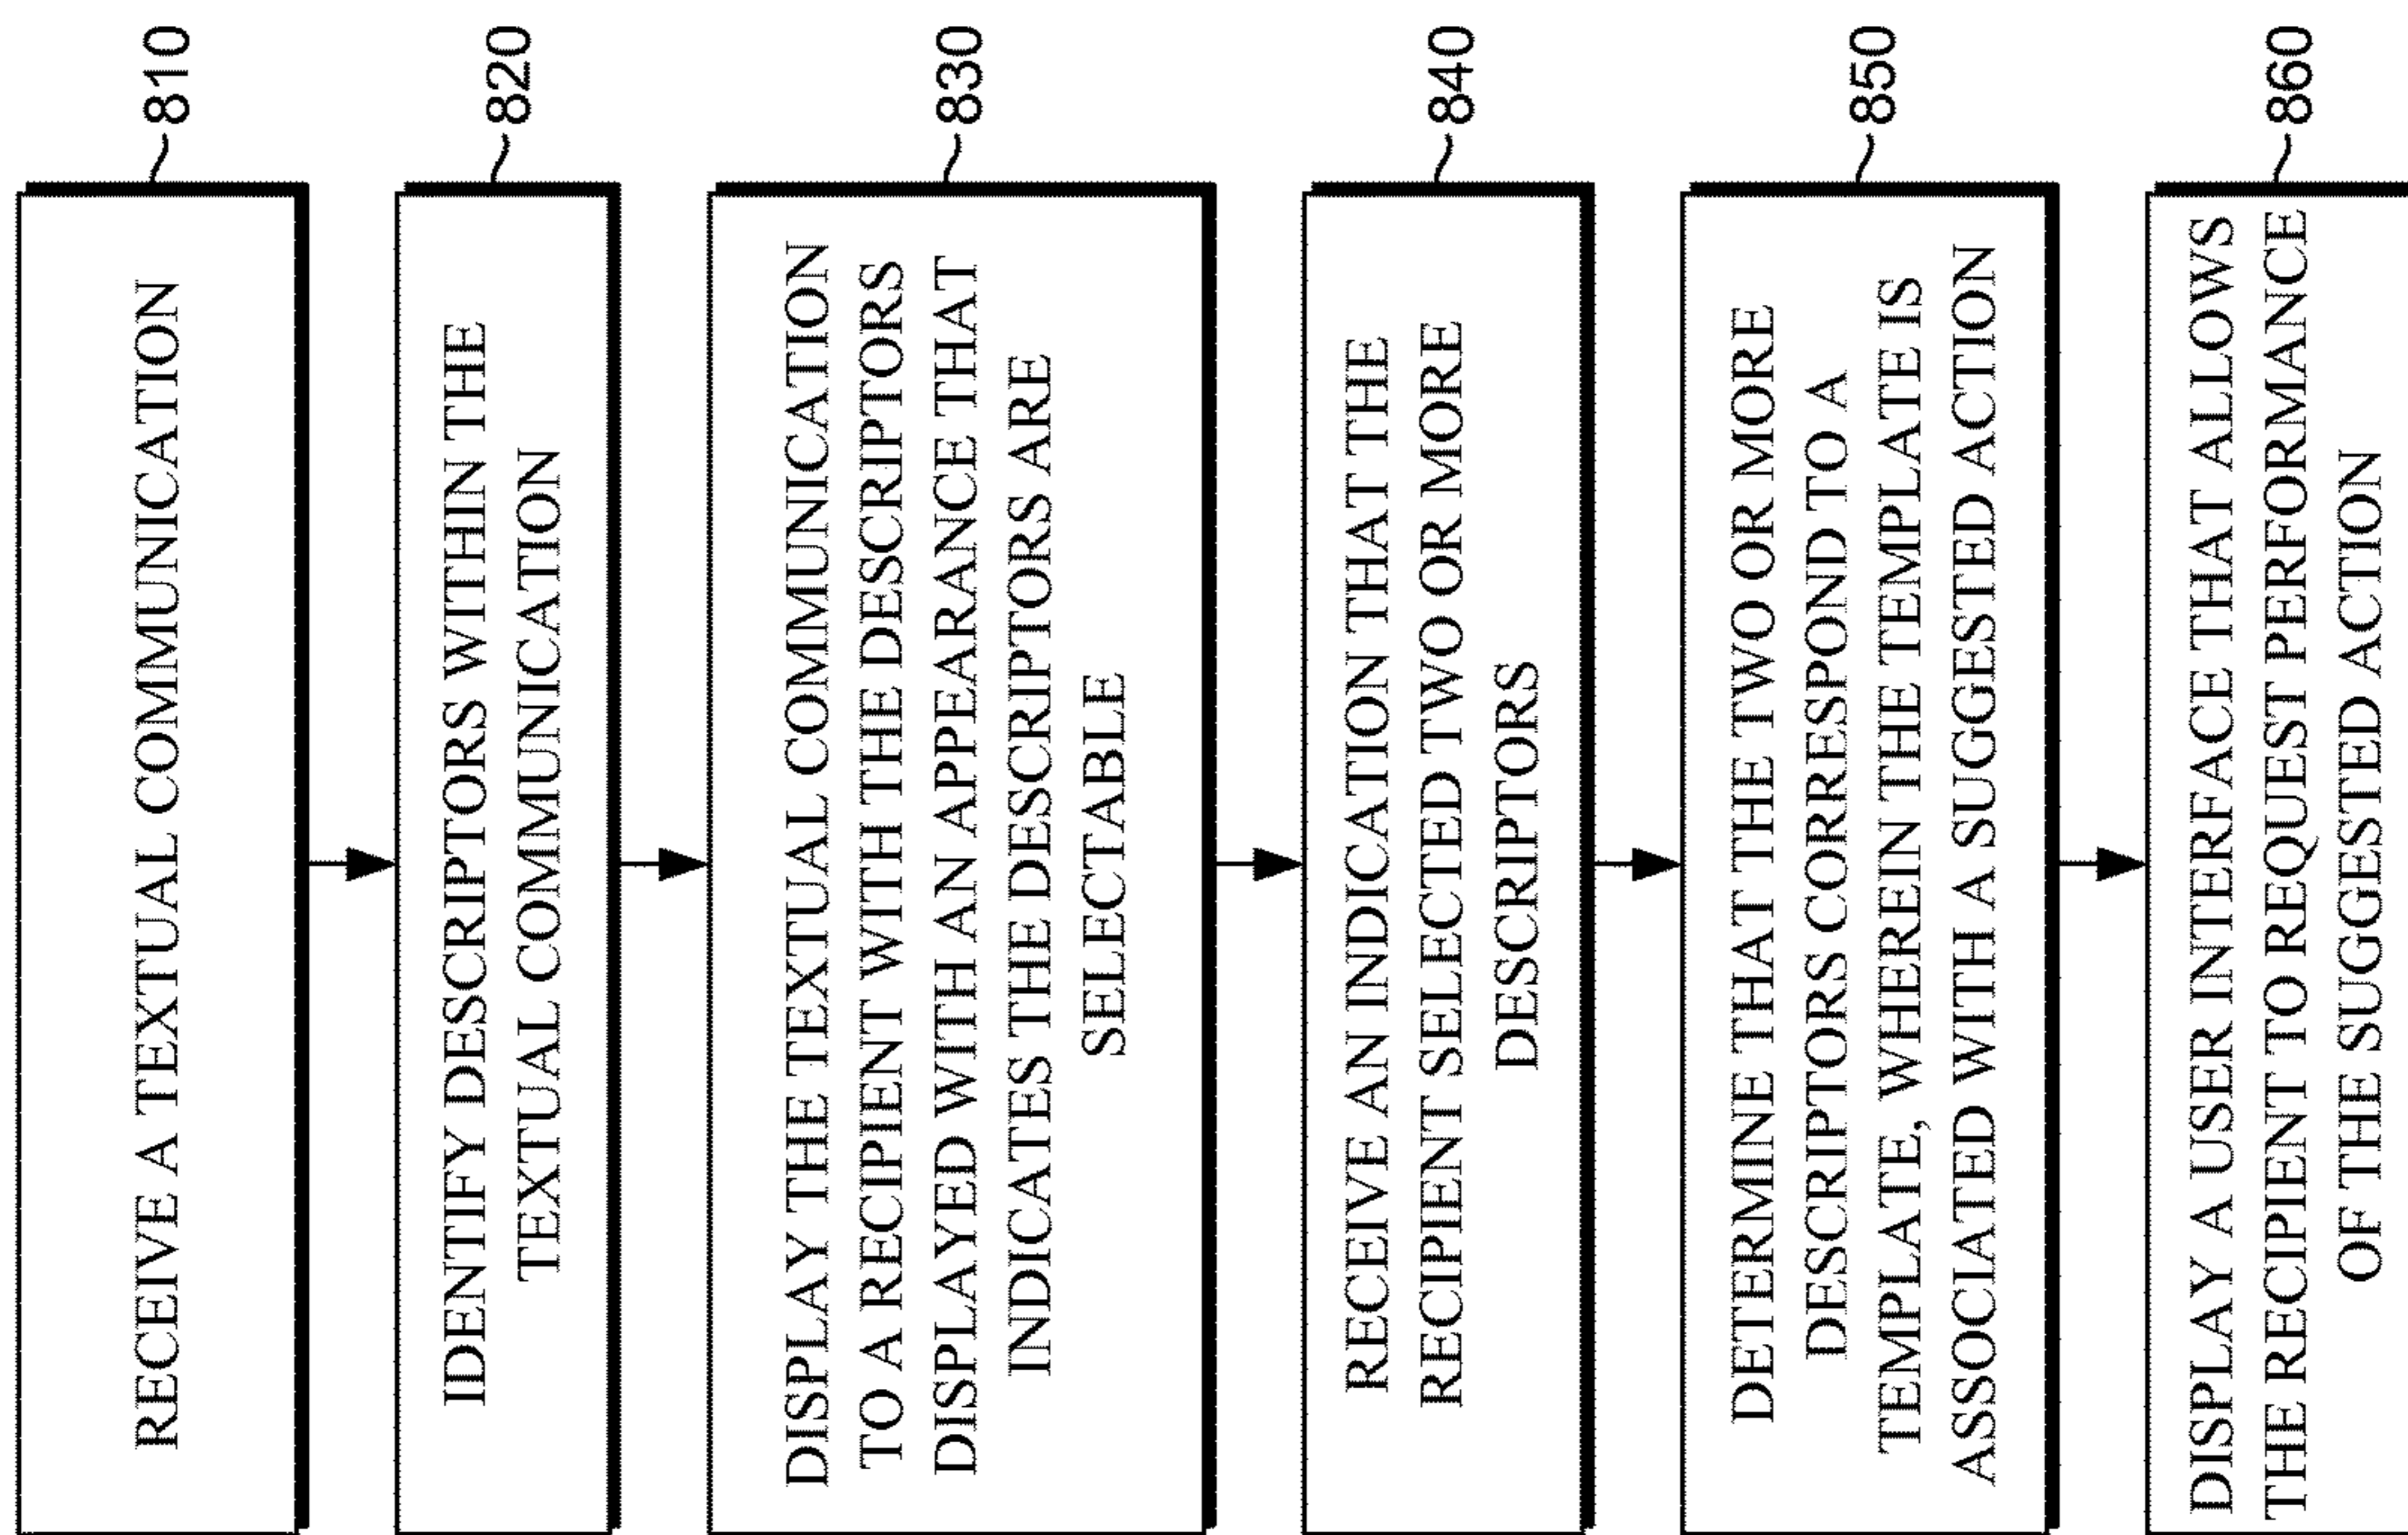 RECEIVE A TEXTUAL COMMUNICATION
810
IDENTIFY DESCRIPTORS WITHIN THE
TEXTUAL COMMUNICATION
820
DISPLAY THE TEXTUAL COMMUNICATION
TO A RECIPIENT WITH THE DESCRIPTORS
DISPLAYED WITH AN APPEARANCE THAT
INDICATES THE DESCRIPTORS ARE
SELECTABLE
830
RECEIVE AN INDICATION THAT THE
RECIPIENT SELECTED TWO OR MORE
DESCRIPTORS
840
DETERMINE THAT THE TWO OR MORE
DESCRIPTORS CORRESPOND TO A
TEMPLATE, WHEREIN THE TEMPLATE IS
ASSOCIATED WITH A SUGGESTED ACTION
850
DISPLAY A USER INTERFACE THAT ALLOWS
THE RECIPIENT TO REQUEST PERFORMANCE
OF THE SUGGESTED ACTION
860